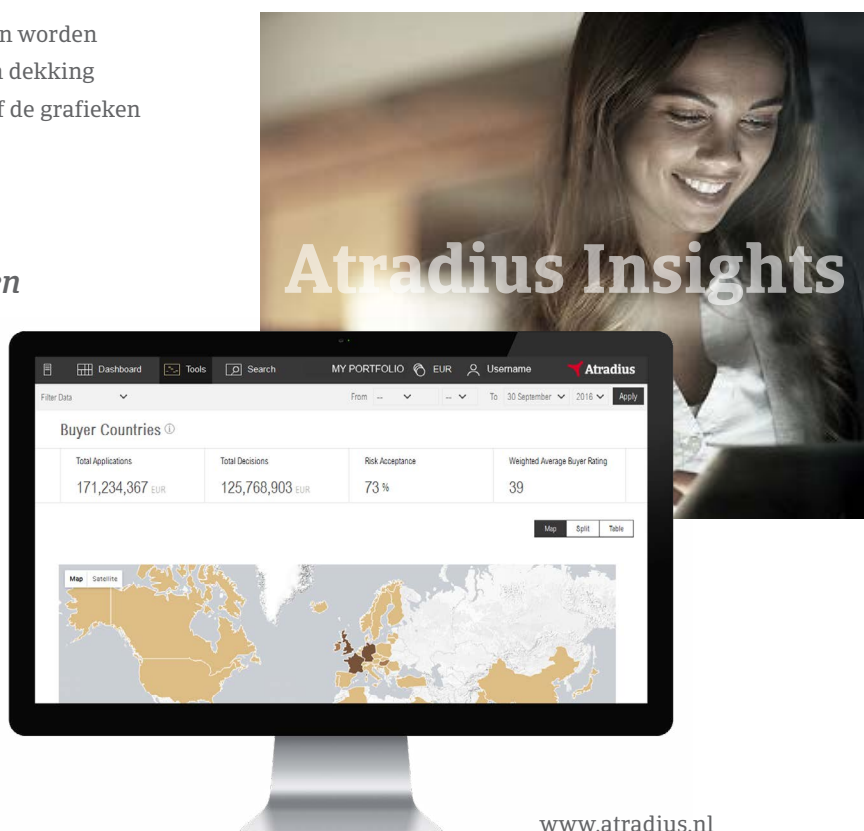 n worden
n dekking
f de grafieken
en
Atradius Insights
Dashboard Tools Search MY PORTFOLIO EUR Username Atradius
Filter Data From -- -- To 30 September 2016 Apply
Buyer Countries
Total Applications Total Decisions Risk Acceptance Weighted Average Buyer Rating
171,234,367 EUR 125,768,903 EUR 73 % 39
Map Split Table
Map Satellite
www.atradius.nl